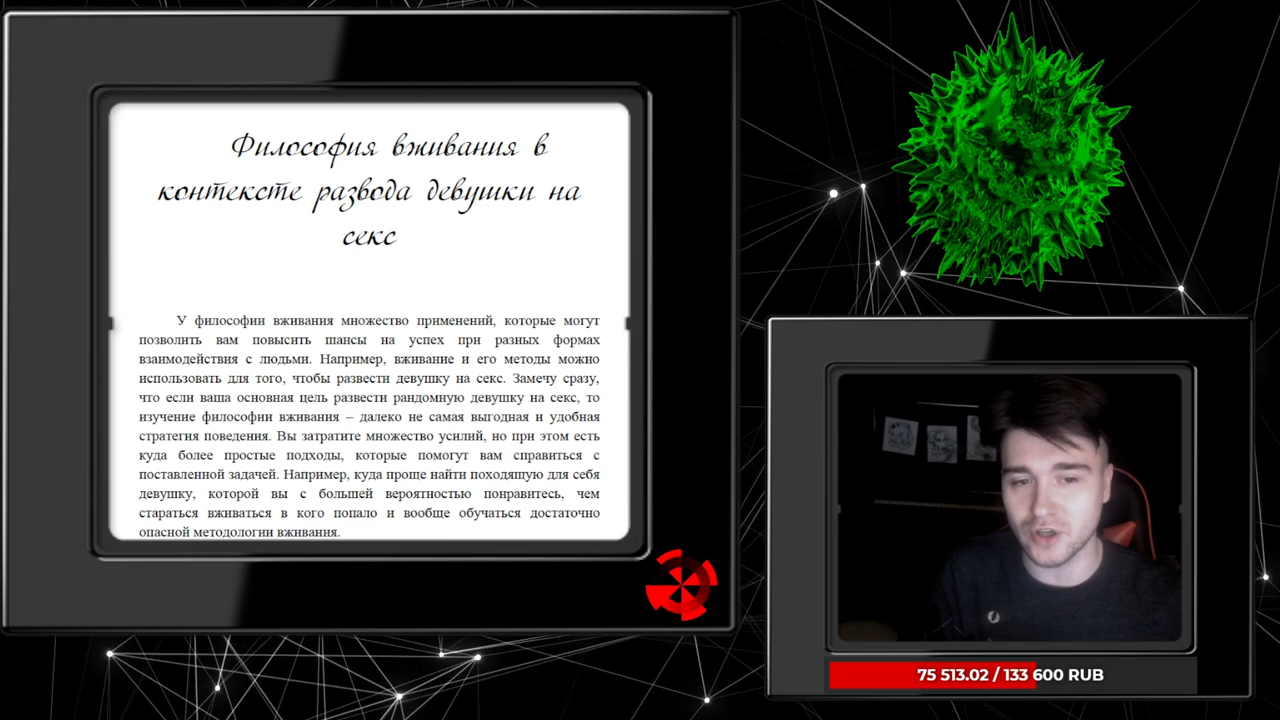 Философия вживания в
контексте развода девушки на
секс
У философии вживания множество применений, которые могут
позволить вам повысить шансы на успех при разных формах
взаимодействия с людьми. Например, вживание и его методы можно
использовать для того, чтобы развести девушку на секс. Замечу сразу,
что если ваша основная цель развести рандомную девушку на секс, то
изучение философии вживания – далеко не самая выгодная и удобная
стратегия поведения. Вы затратите множество усилий, но при этом есть
куда более простые подходы, которые помогут вам справиться с
поставленной задачей. Например, куда проще найти походящую для себя
девушку, которой вы с большей вероятностью понравитесь, чем
стараться вживаться в кого попало и вообще обучаться достаточно
опасной методологии вживания.
75 513.02 / 133 600 RUB